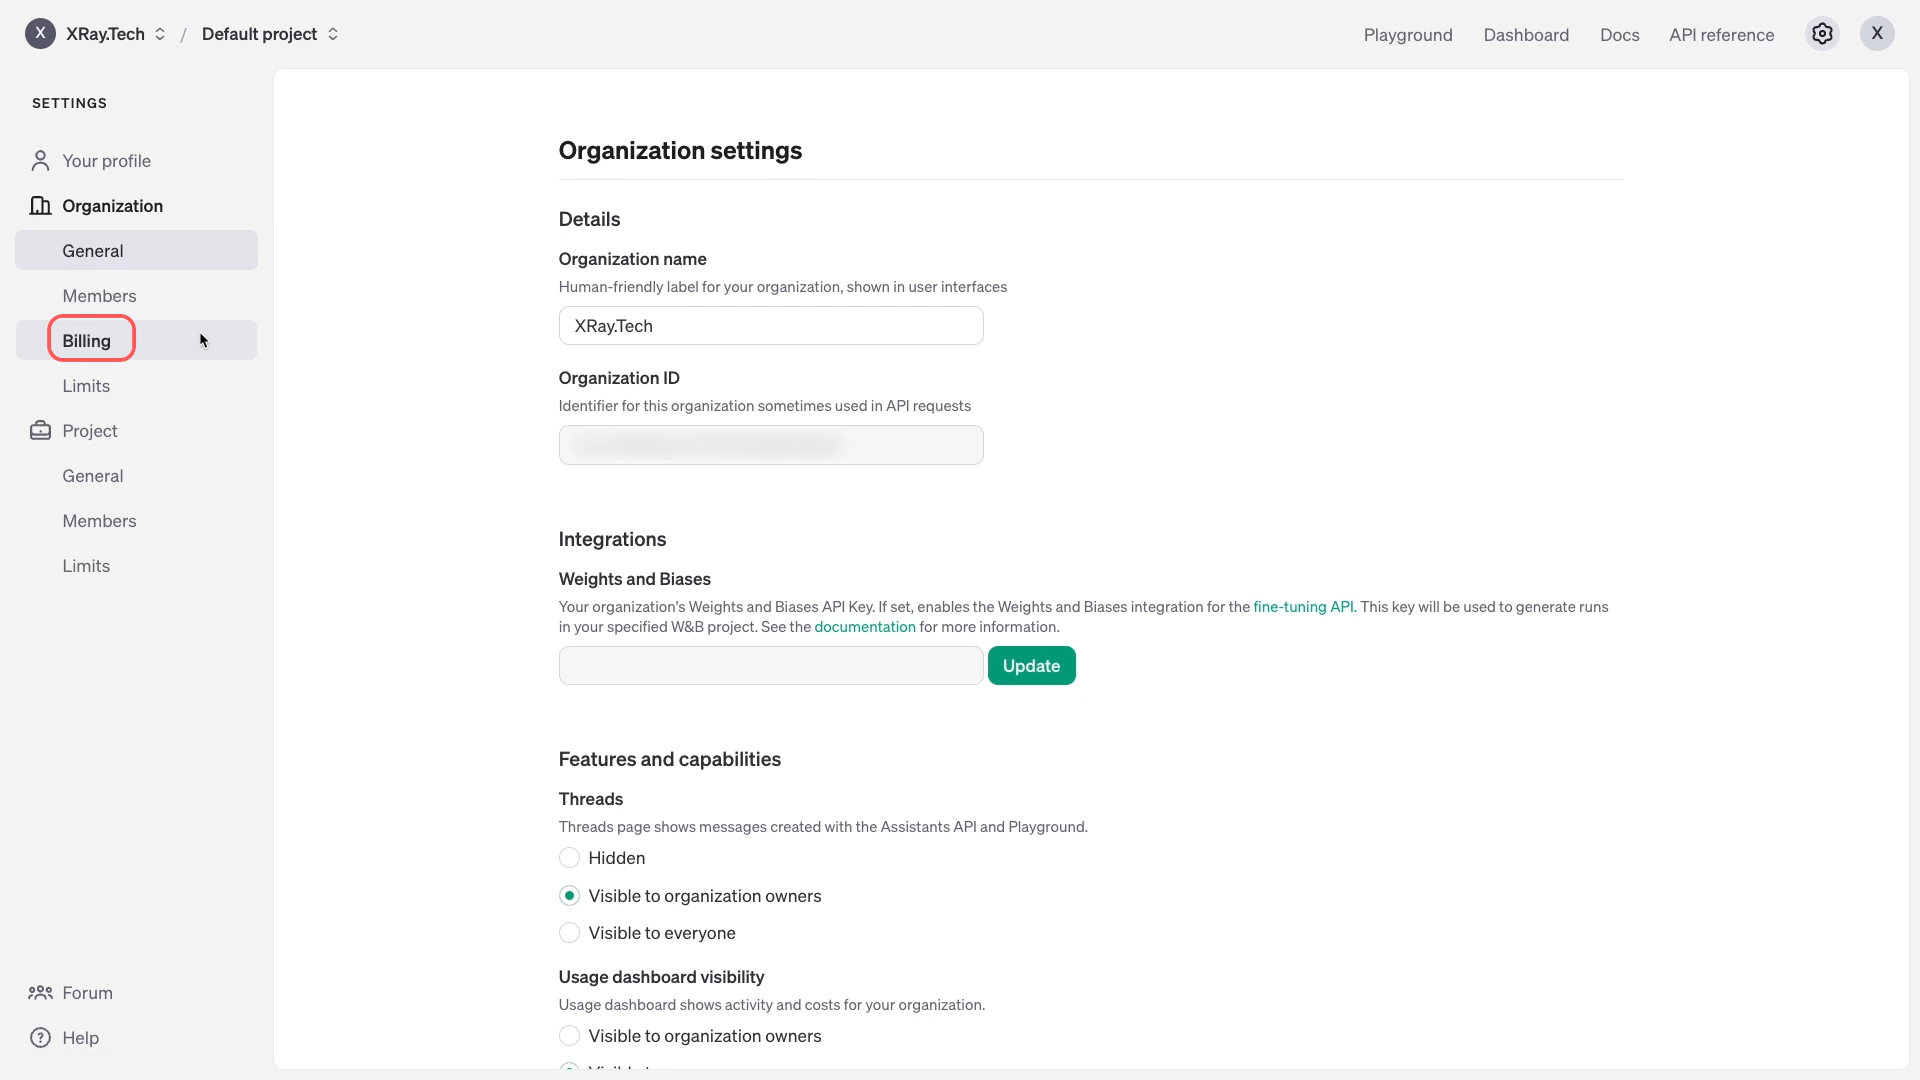 X XRay.Tech / Default project
Playground Dashboard Docs API reference X
SETTINGS
Your profile
Organization
General
Members
Billing
Limits
Project
General
Members
Limits
Forum
Help
Organization settings
Details
Organization name
Human-friendly label for your organization, shown in user interfaces
XRay.Tech
Organization ID
Identifier for this organization sometimes used in API requests
Integrations
Weights and Biases
Your organization's Weights and Biases API Key. If set, enables the Weights and Biases integration for the fine-tuning API. This key will be used to generate runs
in your specified W&B project. See the documentation for more information.
Update
Features and capabilities
Threads
Threads page shows messages created with the Assistants API and Playground.
Hidden
Visible to organization owners
Visible to everyone
Usage dashboard visibility
Usage dashboard shows activity and costs for your organization.
Visible to organization owners